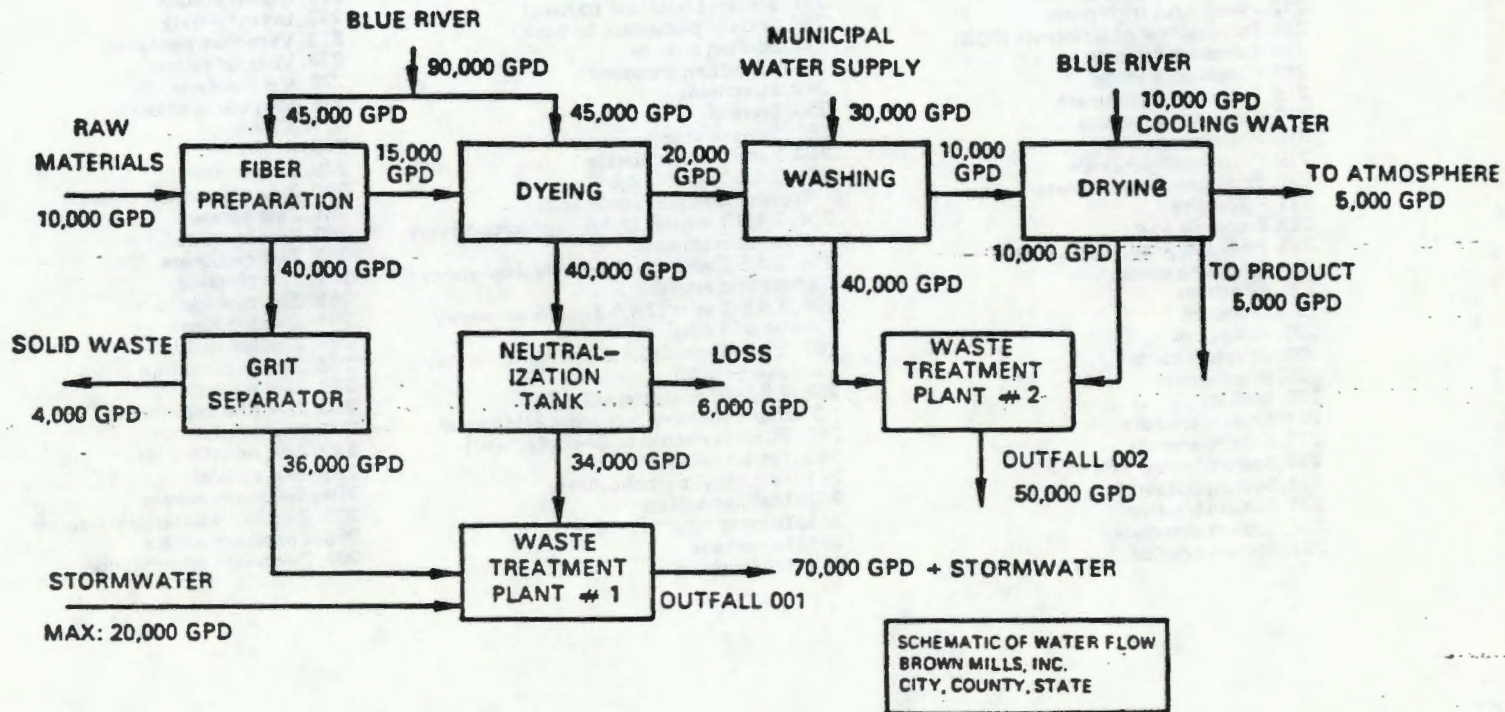 BLUE RIVER
90,000 GPD
MUNICIPAL
WATER SUPPLY
BLUE RIVER
45,000 GPD
45,000 GPD
30,000 GPD
10,000 GPD
COOLING WATER
RAW
MATERIALS
10,000 GPD
FIBER
PREPARATION
15,000
GPD
DYEING
20,000
GPD
WASHING
10,000
GPD
DRYING
TO ATMOSPHERE
5,000 GPD
40,000 GPD
40,000 GPD
40,000 GPD
10,000 GPD
TO PRODUCT
5,000 GPD
SOLID WASTE
4,000 GPD
GRIT
SEPARATOR
NEUTRAL-
IZATION
TANK
LOSS
6,000 GPD
WASTE
TREATMENT
PLANT # 2
36,000 GPD
34,000 GPD
OUTFALL 002
50,000 GPD
STORMWATER
MAX: 20,000 GPD
WASTE
TREATMENT
PLANT # 1
70,000 GPD + STORMWATER
OUTFALL 001
SCHEMATIC OF WATER FLOW
BROWN MILLS, INC.
CITY, COUNTY, STATE